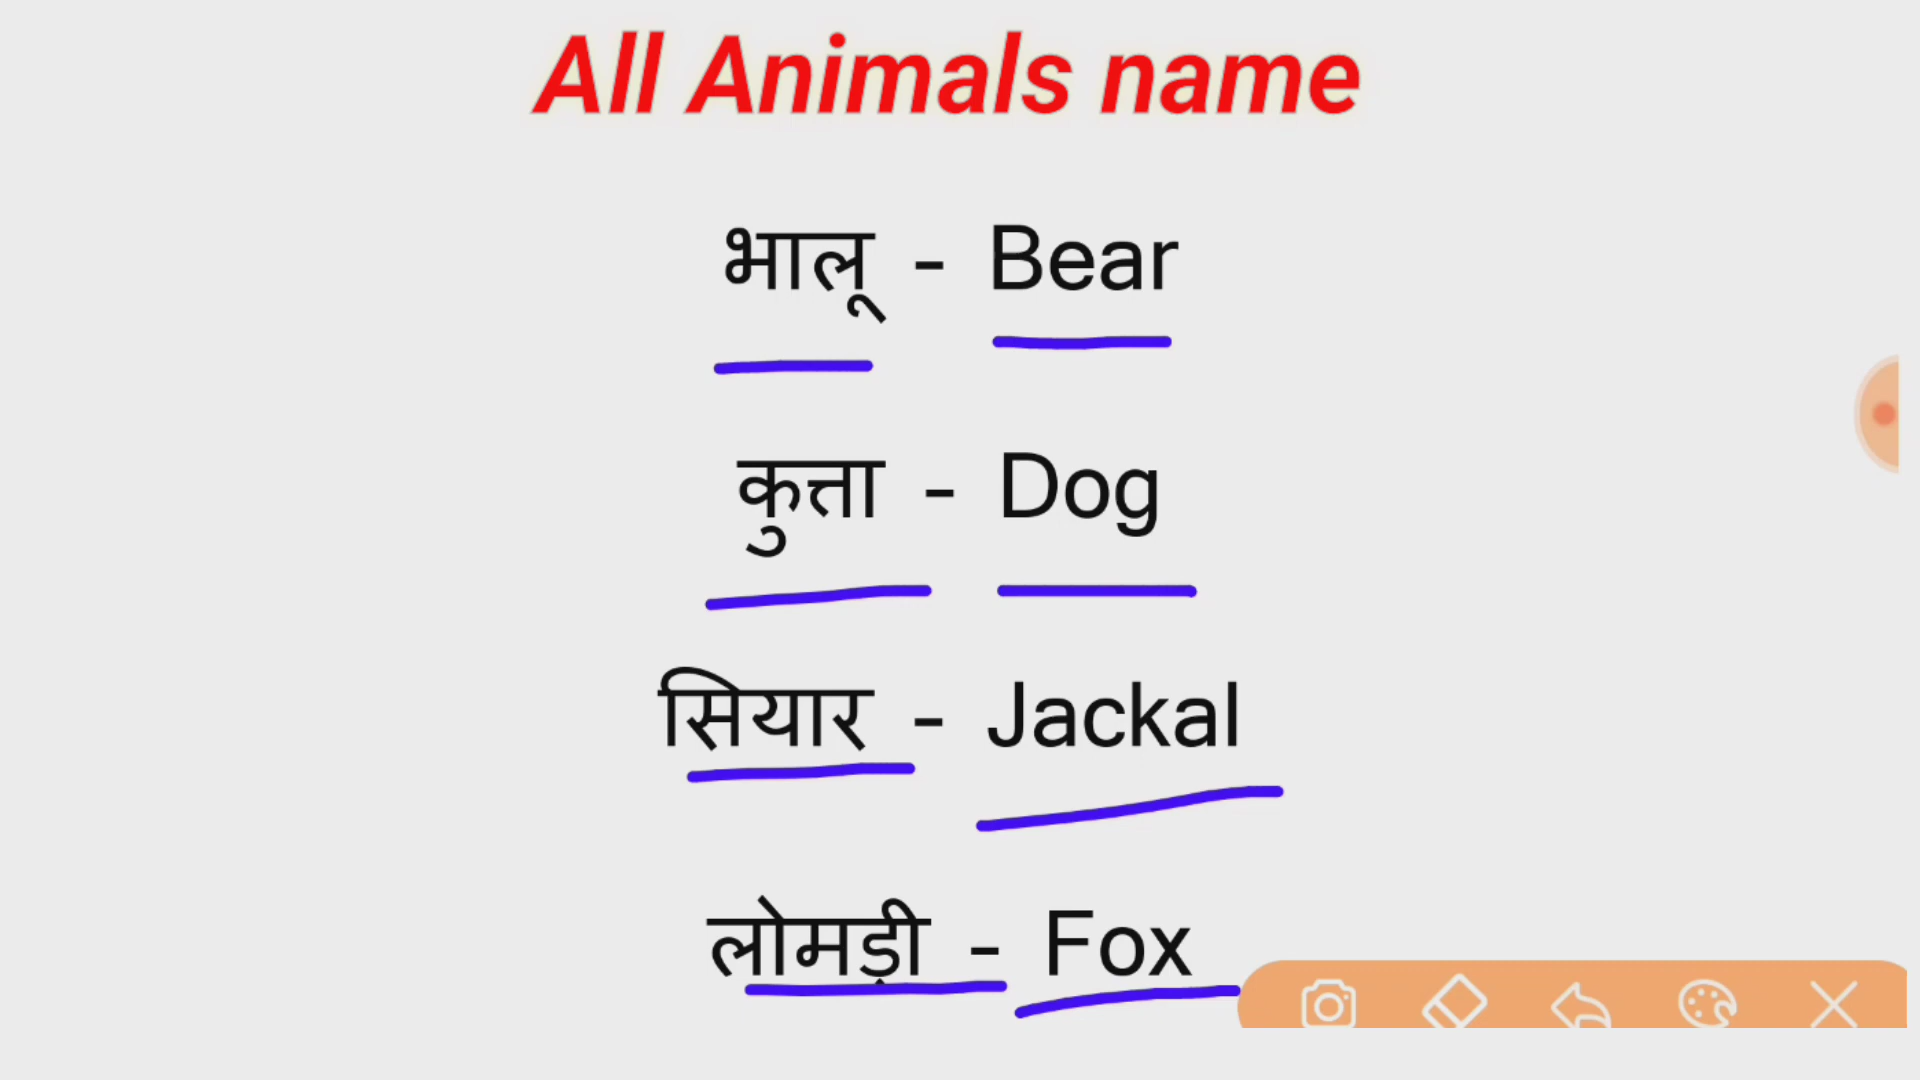 All Animals name
भालू - Bear
कुत्ता - Dog
सियार - Jackal
लोमड़ी - Fox